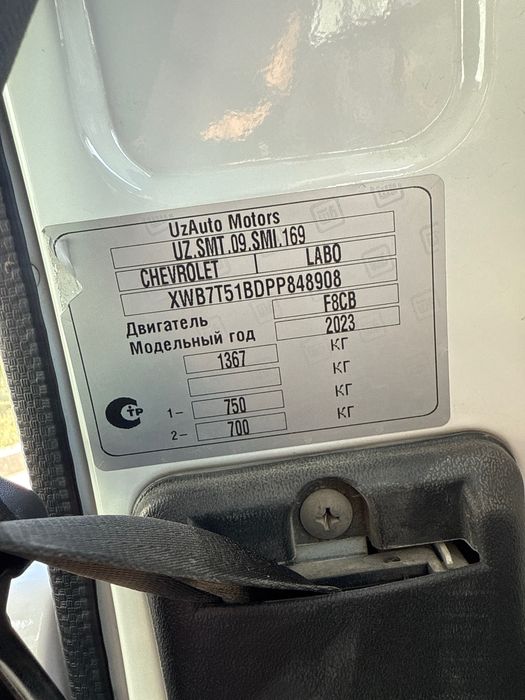 UzAuto Motors
UZ.SMT.09.SMI.169
CHEVROLET LABO
XWB7T51BDPP848908
Двигатель F8CB
Модельный год 2023
1367 КГ
КГ
1- 750 КГ
2- 700 КГ